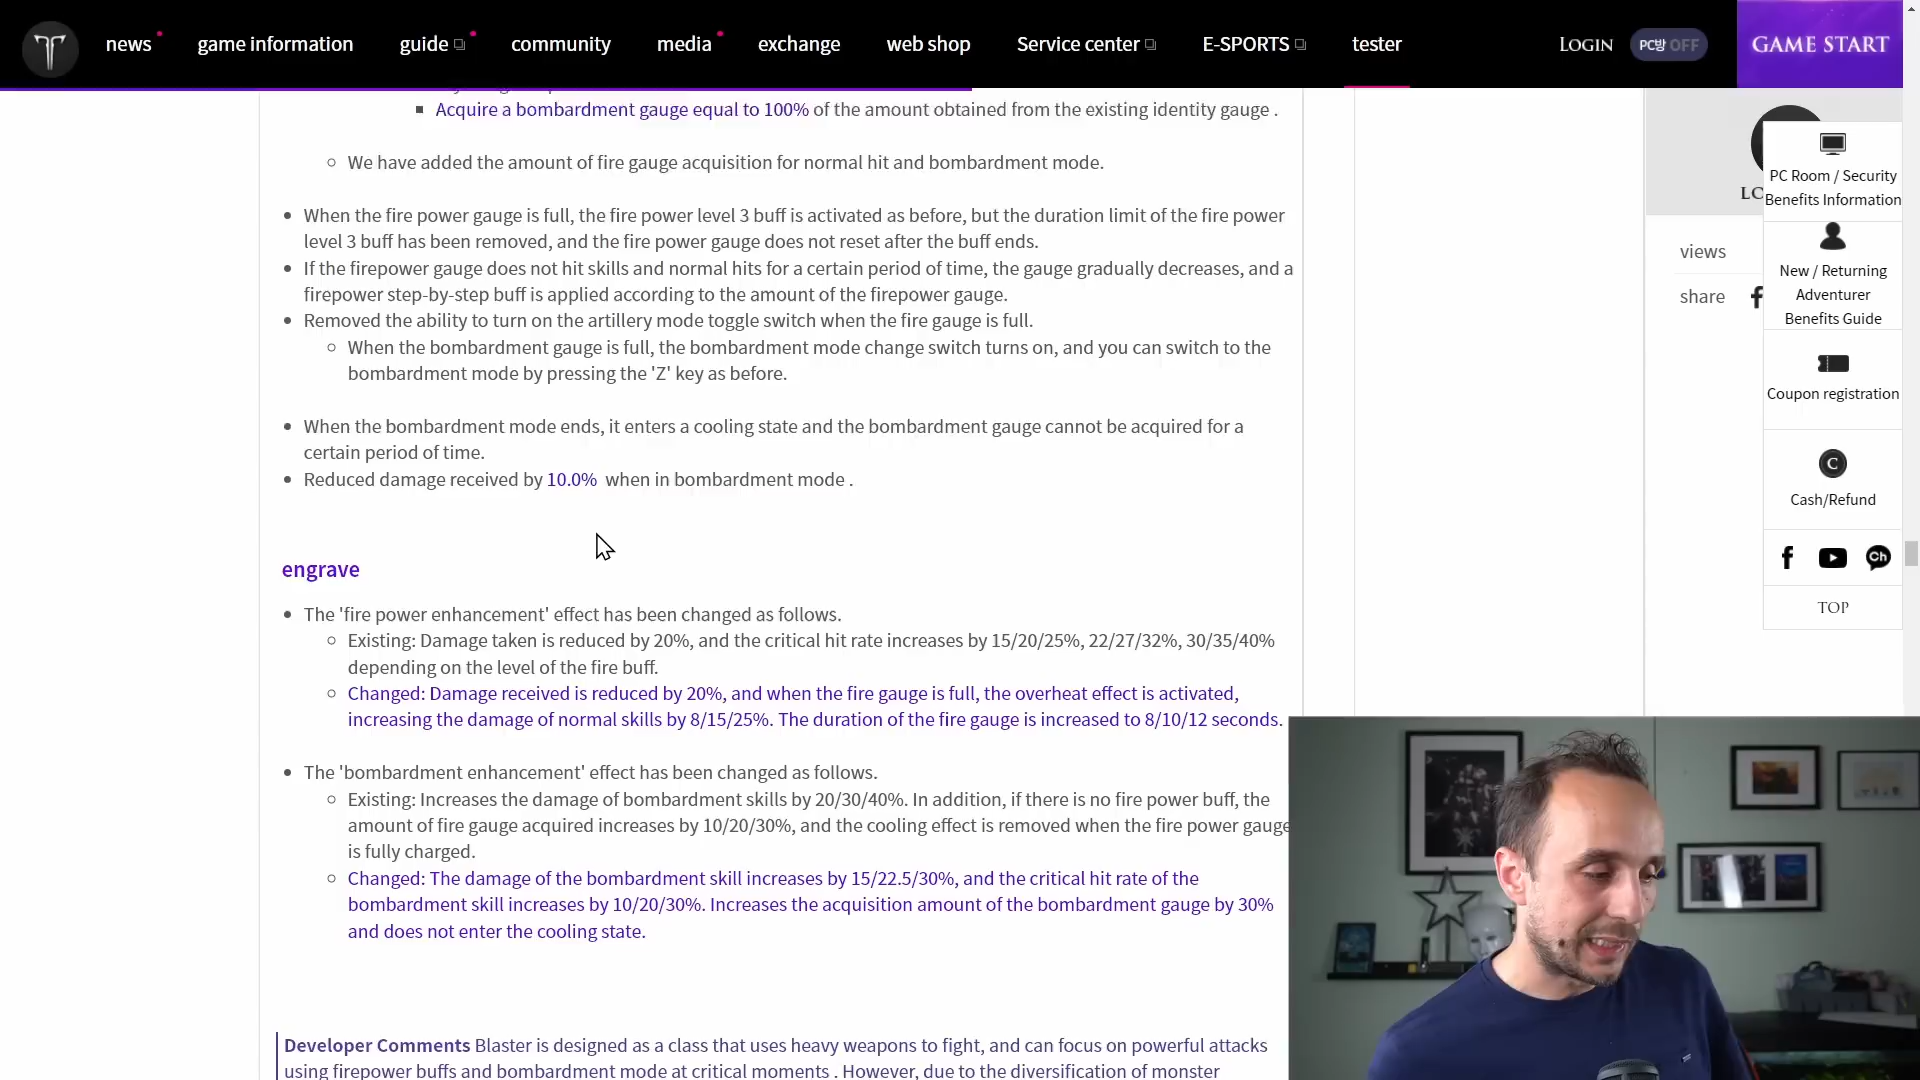 news
game information
guide
community
media
exchange
web shop
Service center
E-SPORTS
tester
LOGIN
PC방 OFF
GAME START
Acquire a bombardment gauge equal to 100% of the amount obtained from the existing identity gauge .
We have added the amount of fire gauge acquisition for normal hit and bombardment mode.
When the fire power gauge is full, the fire power level 3 buff is activated as before, but the duration limit of the fire power
level 3 buff has been removed, and the fire power gauge does not reset after the buff ends.
If the firepower gauge does not hit skills and normal hits for a certain period of time, the gauge gradually decreases, and a
firepower step-by-step buff is applied according to the amount of the firepower gauge.
Removed the ability to turn on the artillery mode toggle switch when the fire gauge is full.
When the bombardment gauge is full, the bombardment mode change switch turns on, and you can switch to the
bombardment mode by pressing the 'Z' key as before.
When the bombardment mode ends, it enters a cooling state and the bombardment gauge cannot be acquired for a
certain period of time.
Reduced damage received by 10.0% when in bombardment mode .
engrave
The 'fire power enhancement' effect has been changed as follows.
Existing: Damage taken is reduced by 20%, and the critical hit rate increases by 15/20/25%, 22/27/32%, 30/35/40%
depending on the level of the fire buff.
Changed: Damage received is reduced by 20%, and when the fire gauge is full, the overheat effect is activated,
increasing the damage of normal skills by 8/15/25%. The duration of the fire gauge is increased to 8/10/12 seconds.
The 'bombardment enhancement' effect has been changed as follows.
Existing: Increases the damage of bombardment skills by 20/30/40%. In addition, if there is no fire power buff, the
amount of fire gauge acquired increases by 10/20/30%, and the cooling effect is removed when the fire power gauge
is fully charged.
Changed: The damage of the bombardment skill increases by 15/22.5/30%, and the critical hit rate of the
bombardment skill increases by 10/20/30%. Increases the acquisition amount of the bombardment gauge by 30%
and does not enter the cooling state.
Developer Comments Blaster is designed as a class that uses heavy weapons to fight, and can focus on powerful attacks
using firepower buffs and bombardment mode at critical moments . However, due to the diversification of monster
views
share
PC Room / Security
Benefits Information
New / Returning
Adventurer
Benefits Guide
Coupon registration
C
Cash/Refund
Ch
TOP